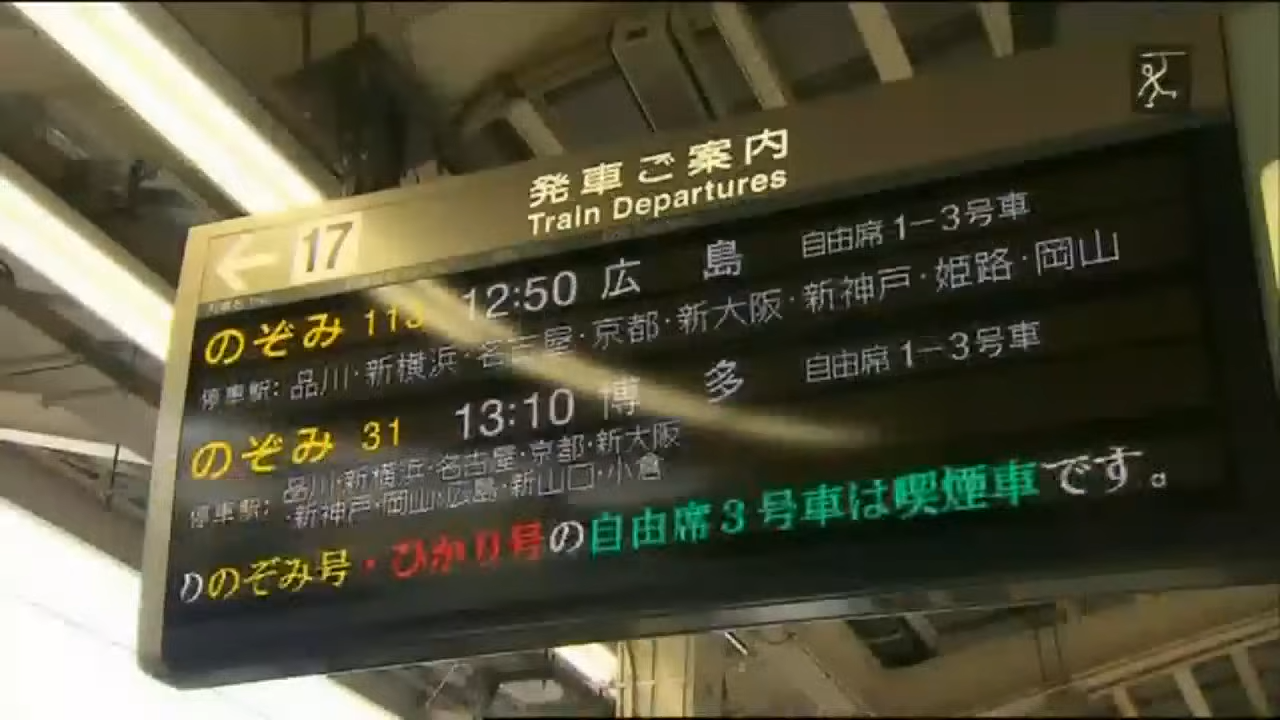 発車ご案内
Train Departures
← 17
のぞみ 113 12:50 広島 自由席 1-3号車
停車駅: 品川・新横浜・名古屋・京都・新大阪・新神戸・姫路・岡山
のぞみ 31 13:10 博多 自由席 1-3号車
停車駅: 品川・新横浜・名古屋・京都・新大阪
・新神戸・岡山・広島・新山口・小倉
のぞみ号・ひかり号の自由席3号車は喫煙車です。